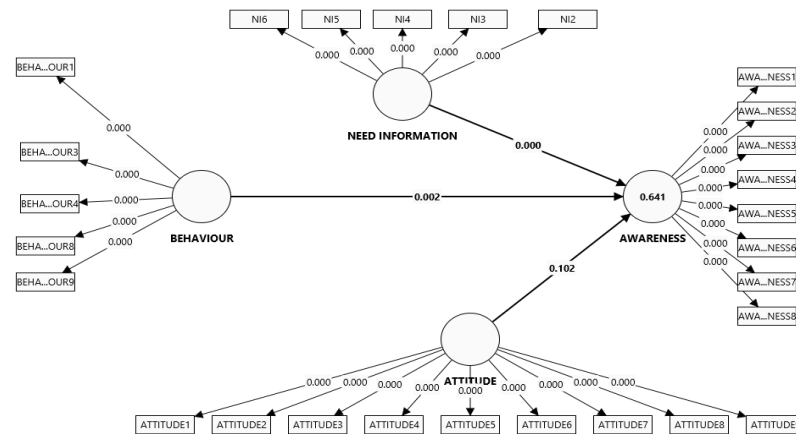 NI6 NI5 NI4 NI3 NI2
0.000 0.000 0.000 0.000 0.000
NEED INFORMATION
BEHA...OUR1
BEHA...OUR3
BEHA...OUR4
BEHA...OUR8
BEHA...OUR9
0.000
0.000
0.000
0.000
0.000
BEHAVIOUR
0.000
0.002
0.102
0.641
AWARENESS
0.000
0.000
0.000
0.000
0.000
0.000
0.000
0.000
AWA...NESS1
AWA...NESS2
AWA...NESS3
AWA...NESS4
AWA...NESS5
AWA...NESS6
AWA...NESS7
AWA...NESS8
ATTITUDE
0.000 0.000 0.000 0.000 0.000 0.000 0.000 0.000 0.000
ATTITUDE1 ATTITUDE2 ATTITUDE3 ATTITUDE4 ATTITUDE5 ATTITUDE6 ATTITUDE7 ATTITUDE8